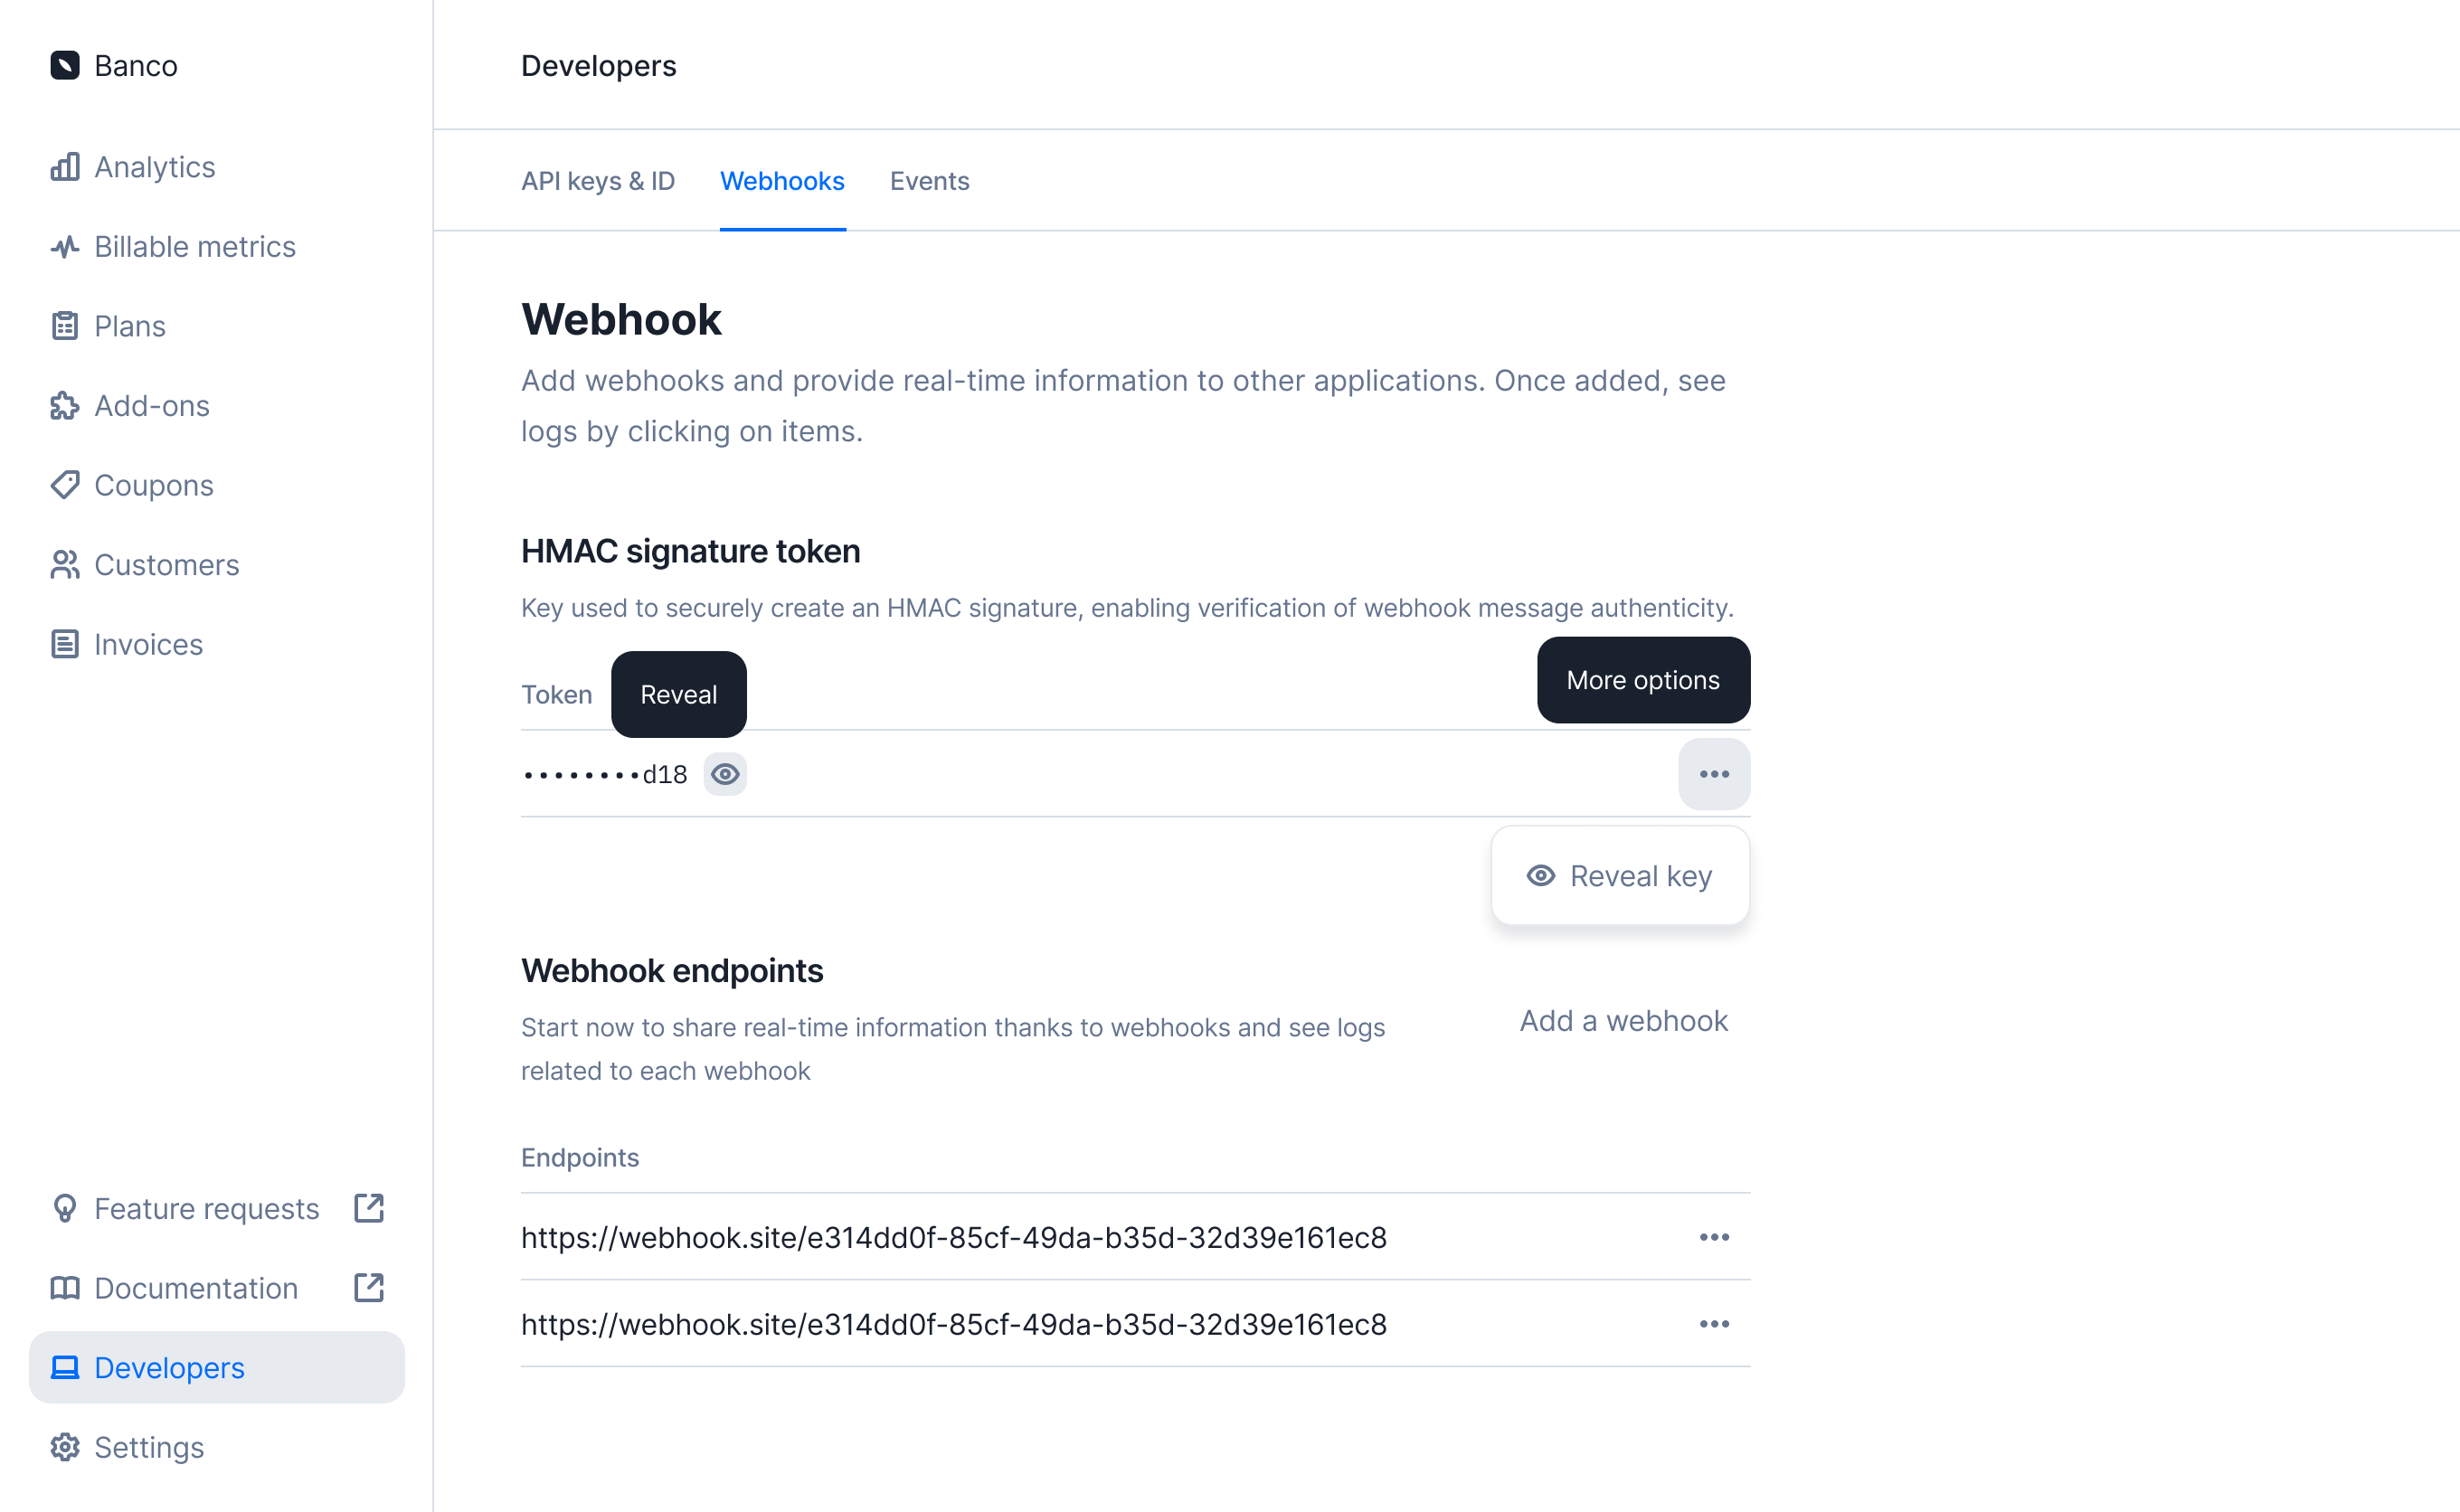 Banco
Analytics
Billable metrics
Plans
Add-ons
Coupons
Customers
Invoices
Feature requests
Documentation
Developers
Settings
Developers
API keys & ID
Webhooks
Events
Webhook
Add webhooks and provide real-time information to other applications. Once added, see
logs by clicking on items.
HMAC signature token
Key used to securely create an HMAC signature, enabling verification of webhook message authenticity.
Token
Reveal
More options
••••••••d18
Reveal key
Webhook endpoints
Start now to share real-time information thanks to webhooks and see logs
related to each webhook
Add a webhook
Endpoints
https://webhook.site/e314dd0f-85cf-49da-b35d-32d39e161ec8
https://webhook.site/e314dd0f-85cf-49da-b35d-32d39e161ec8